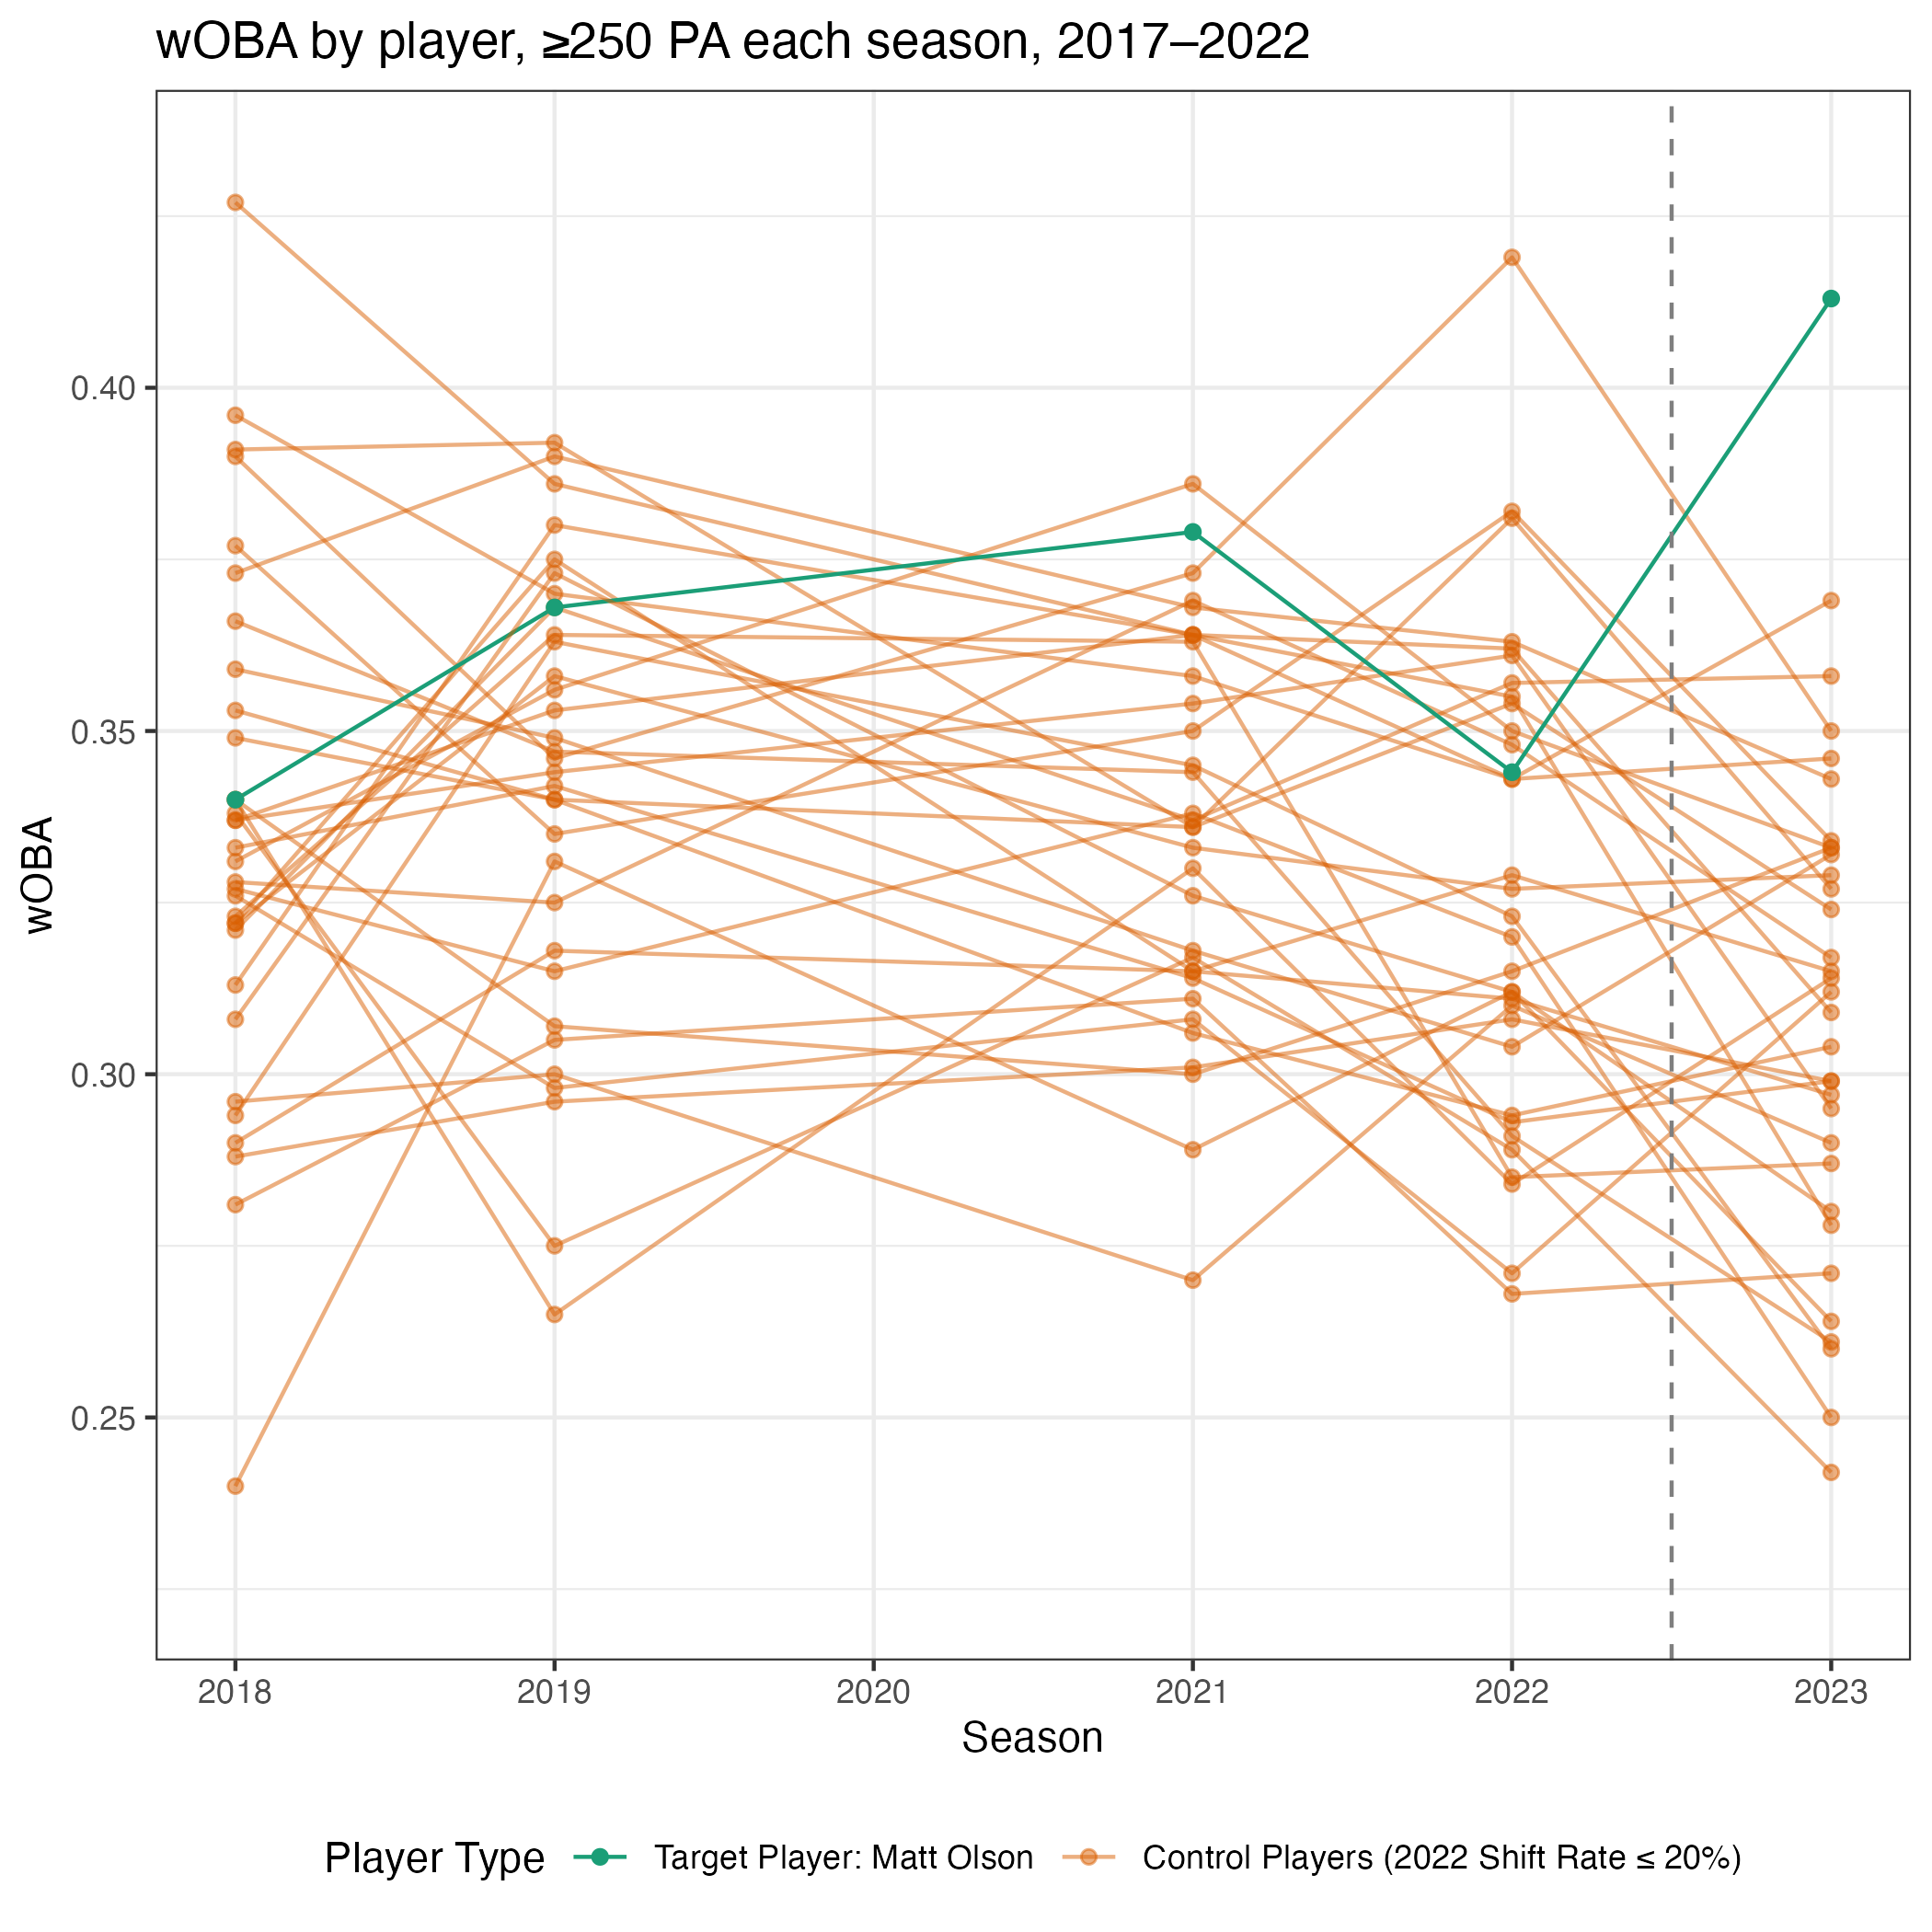 wOBA by player, ≥250 PA each season, 2017–2022
wOBA
0.40
0.35
0.30
0.25
2018 2019 2020 2021 2022 2023
Season
Player Type Target Player: Matt Olson Control Players (2022 Shift Rate ≤ 20%)